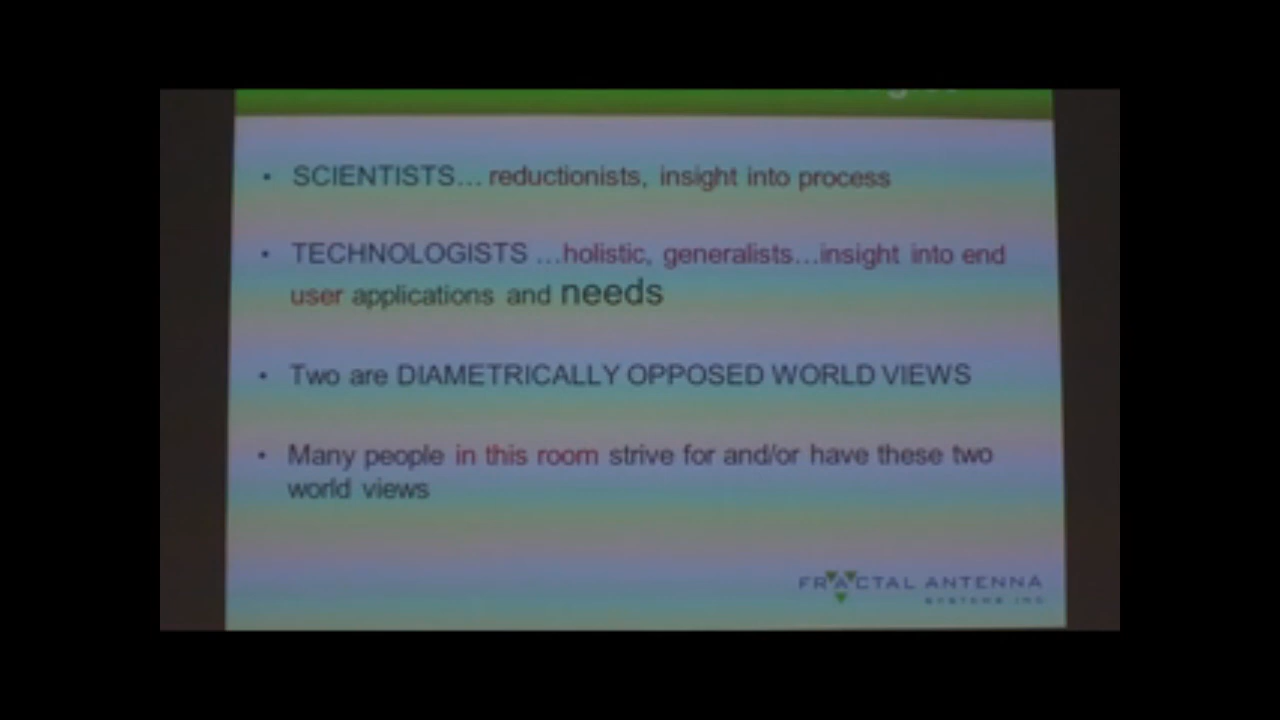 • SCIENTISTS... reductionists, insight into process
• TECHNOLOGISTS ...holistic, generalists...insight into end
user applications and needs
• Two are DIAMETRICALLY OPPOSED WORLD VIEWS
• Many people in this room strive for and/or have these two
world views
FRACTAL ANTENNA
SYSTEMS INC